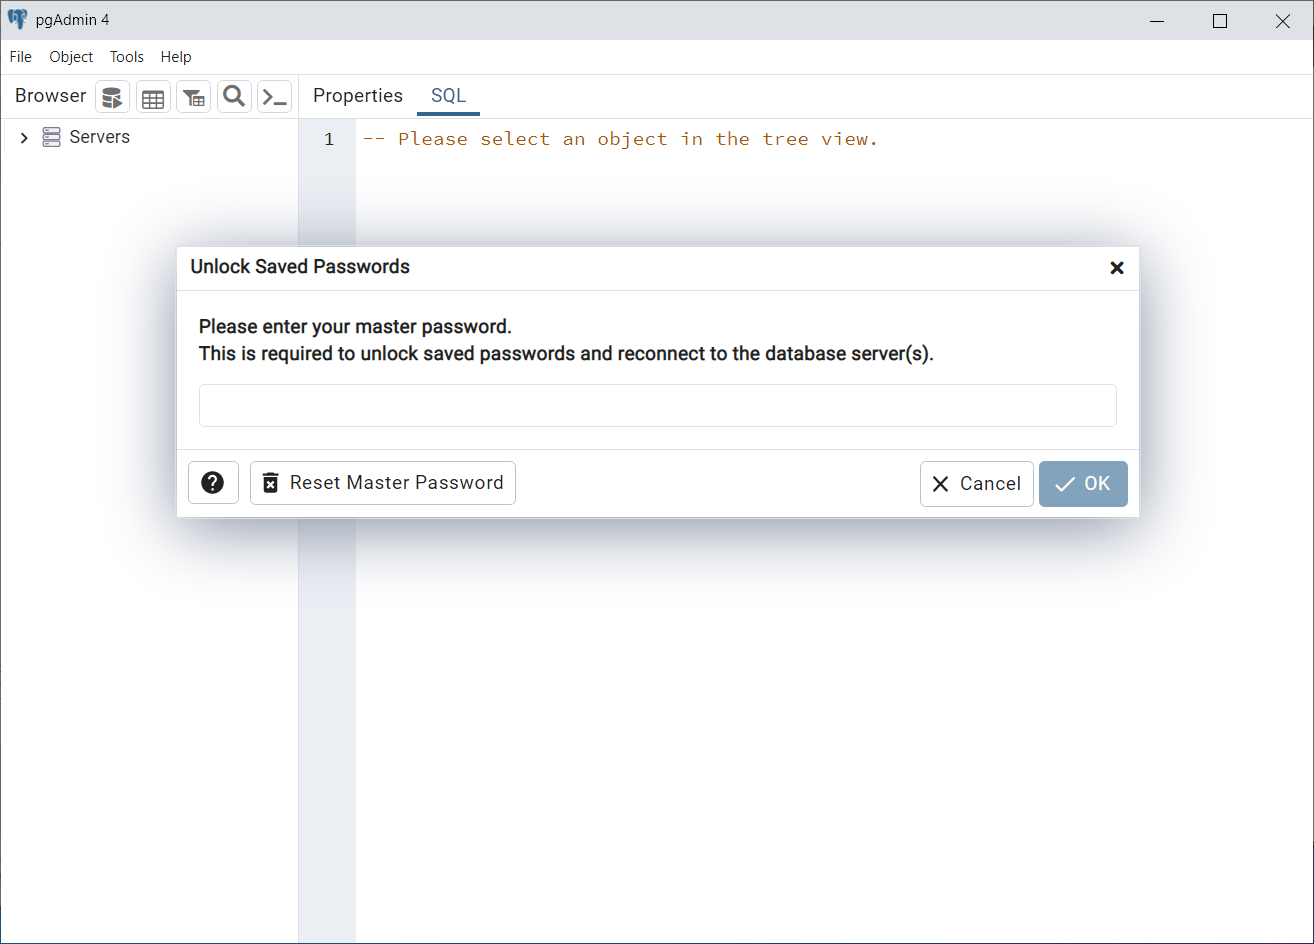 pgAdmin 4
File Object Tools Help
Browser Properties SQL
Servers
1 -- Please select an object in the tree view.
Unlock Saved Passwords
Please enter your master password.
This is required to unlock saved passwords and reconnect to the database server(s).
? Reset Master Password Cancel OK